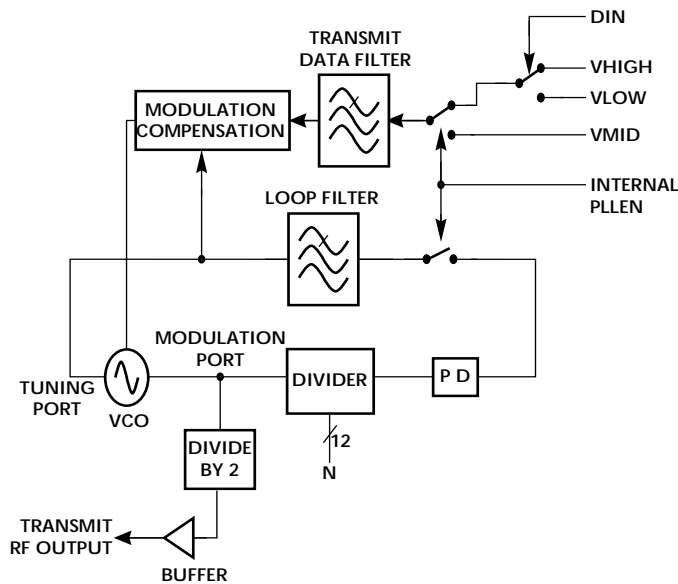 DIN
TRANSMIT
DATA FILTER
VHIGH
VLOW
MODULATION
COMPENSATION
VMID
INTERNAL
PLLEN
LOOP FILTER
MODULATION
PORT
TUNING
PORT
VCO
DIVIDER
P D
12
N
DIVIDE
BY 2
TRANSMIT
RF OUTPUT
BUFFER